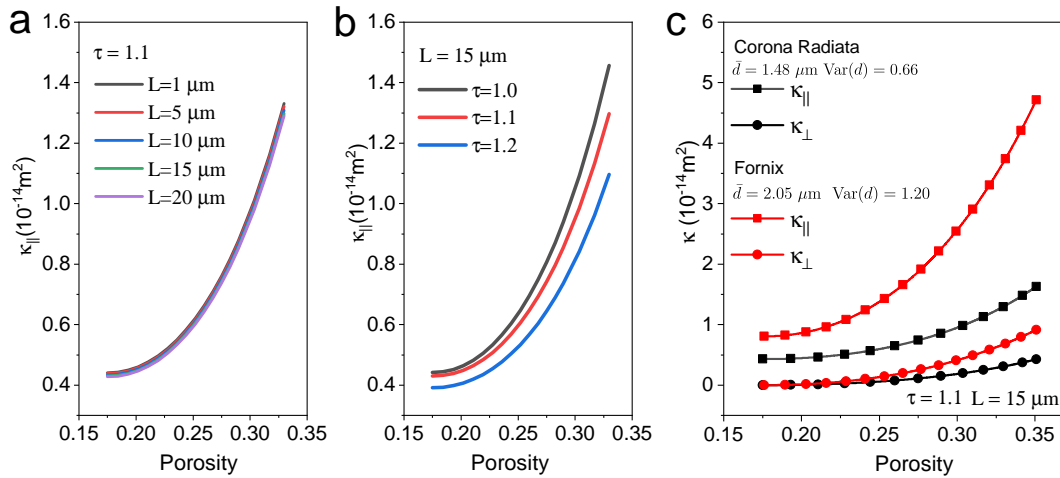 a
τ = 1.1
L=1 μm
L=5 μm
L=10 μm
L=15 μm
L=20 μm
κ||(10⁻¹⁴m²)
1.6
1.4
1.2
1.0
0.8
0.6
0.4
0.15 0.20 0.25 0.30 0.35
Porosity
b
L = 15 μm
τ=1.0
τ=1.1
τ=1.2
κ||(10⁻¹⁴m²)
1.6
1.4
1.2
1.0
0.8
0.6
0.4
0.15 0.20 0.25 0.30 0.35
Porosity
c
Corona Radiata
d̄ = 1.48 μm Var(d) = 0.66
κ||
κ⊥
Fornix
d̄ = 2.05 μm Var(d) = 1.20
κ||
κ⊥
τ = 1.1 L = 15 μm
κ (10⁻¹⁴m²)
6
5
4
3
2
1
0
0.15 0.20 0.25 0.30 0.35
Porosity